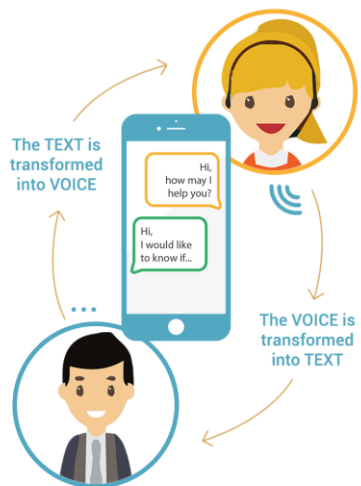 The TEXT is
transformed
into VOICE
Hi,
how may I
help you?
Hi,
I would like
to know if...
The VOICE is
transformed
into TEXT